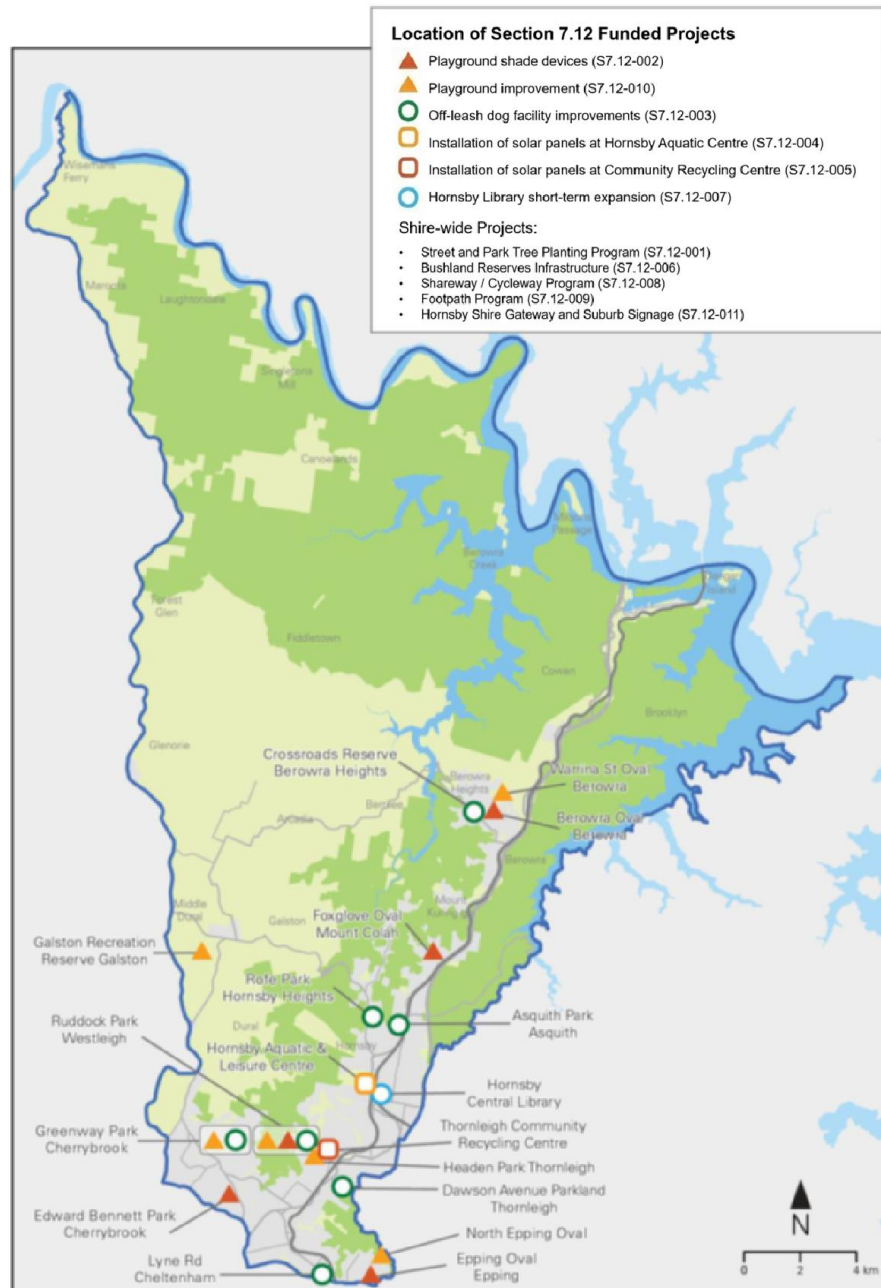 Location of Section 7.12 Funded Projects
Playground shade devices (S7.12-002)
Playground improvement (S7.12-010)
Off-leash dog facility improvements (S7.12-003)
Installation of solar panels at Hornsby Aquatic Centre (S7.12-004)
Installation of solar panels at Community Recycling Centre (S7.12-005)
Hornsby Library short-term expansion (S7.12-007)
Shire-wide Projects:
• Street and Park Tree Planting Program (S7.12-001)
• Bushland Reserves Infrastructure (S7.12-006)
• Shareway / Cycleway Program (S7.12-008)
• Footpath Program (S7.12-009)
• Hornsby Shire Gateway and Suburb Signage (S7.12-011)
Wisemans
Ferry
Maroota
Laughtondale
Singletons
Mill
Canoelands
Berowra
Creek
Passage
Island
Forest
Glen
Fiddletown
Cowan
Brooklyn
Glenorie
Crossroads Reserve
Berowra Heights
Berowra
Heights
Warrina St Oval
Berowra
Arcadia
Berrilee
Berowra Oval
Berowra
Berowra
Middle
Dural
Galston
Mount
Foxglove Oval
Mount Colah
Galston Recreation
Reserve Galston
Rofe Park
Hornsby Heights
Ruddock Park
Westleigh
Dural
Asquith Park
Asquith
Hornsby
Hornsby Aquatic &
Leisure Centre
Hornsby
Central Library
Greenway Park
Cherrybrook
Thornleigh Community
Recycling Centre
Headen Park Thornleigh
Dawson Avenue Parkland
Thornleigh
Edward Bennett Park
Cherrybrook
North Epping Oval
Lyne Rd
Cheltenham
Epping Oval
Epping
N
0 2 4 km